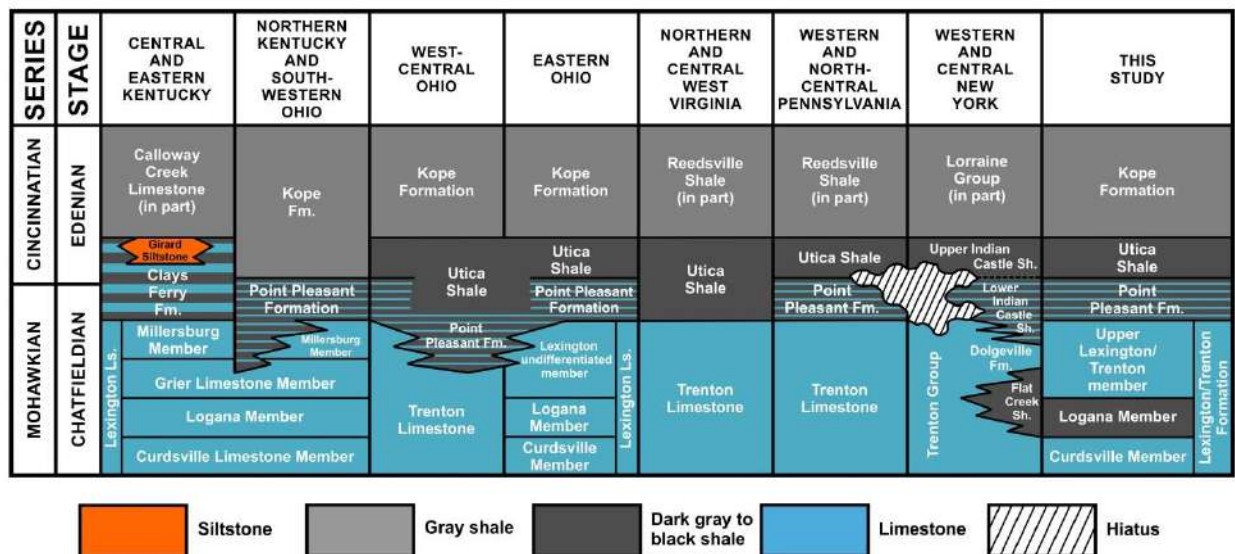 SERIES
STAGE
CENTRAL
AND
EASTERN
KENTUCKY
NORTHERN
KENTUCKY
AND
SOUTH-
WESTERN
OHIO
WEST-
CENTRAL
OHIO
EASTERN
OHIO
NORTHERN
AND
CENTRAL
WEST
VIRGINIA
WESTERN
AND
NORTH-
CENTRAL
PENNSYLVANIA
WESTERN
AND
CENTRAL
NEW
YORK
THIS
STUDY
CINCINNATIAN
EDENIAN
MOHAWKIAN
CHATFIELDIAN
Calloway
Creek
Limestone
(in part)
Girard
Siltstone
Clays
Ferry
Fm.
Lexington Ls.
Millersburg
Member
Grier Limestone Member
Logana Member
Curdsville Limestone Member
Kope
Fm.
Point Pleasant
Formation
Millersburg
Member
Kope
Formation
Utica
Shale
Point
Pleasant Fm.
Trenton
Limestone
Kope
Formation
Utica
Shale
Point Pleasant
Formation
Lexington
undifferentiated
member
Logana
Member
Curdsville
Member
Lexington Ls.
Reedsville
Shale
(in part)
Utica
Shale
Trenton
Limestone
Reedsville
Shale
(in part)
Utica Shale
Point
Pleasant Fm.
Trenton
Limestone
Lorraine
Group
(in part)
Upper Indian
Castle Sh.
Lower
Indian
Castle
Sh.
Dolgeville
Fm.
Flat
Creek
Sh.
Trenton Group
Kope
Formation
Utica
Shale
Point
Pleasant Fm.
Upper
Lexington/
Trenton
member
Logana Member
Curdsville Member
Lexington/Trenton
Formation
Siltstone
Gray shale
Dark gray to
black shale
Limestone
Hiatus